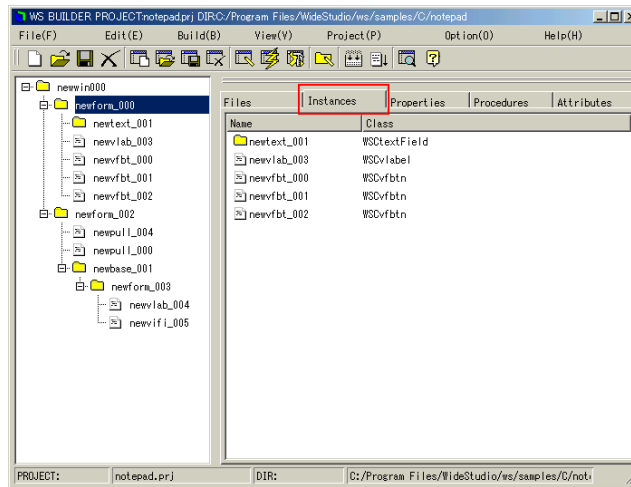 WS BUILDER PROJECT:notepad.prj DIR:C:/Program Files/WideStudio/ws/samples/C/notepad
File(F) Edit(E) Build(B) View(V) Project(P) Option(O) Help(H)
newwin000
newform_000
newtext_001
newvlab_003
newvfbt_000
newvfbt_001
newvfbt_002
newform_002
newpull_004
newpull_000
newbase_001
newform_003
newvlab_004
newvifi_005
Files Instances Properties Procedures Attributes
Name Class
newtext_001 WSCtextField
newvlab_003 WSCvlabel
newvfbt_000 WSCvfbtn
newvfbt_001 WSCvfbtn
newvfbt_002 WSCvfbtn
PROJECT: notepad.prj DIR: C:/Program Files/WideStudio/ws/samples/C/not